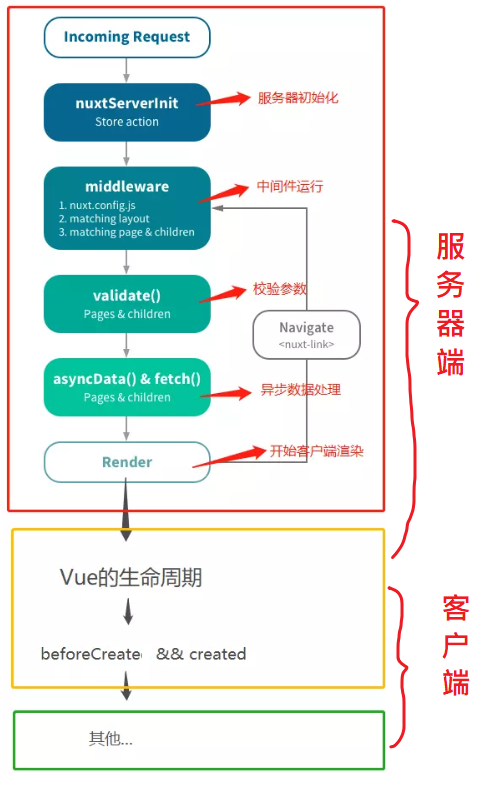 Incoming Request
nuxtServerInit
Store action
服务器初始化
middleware
1. nuxt.config.js
2. matching layout
3. matching page & children
中间件运行
validate()
Pages & children
校验参数
Navigate
<nuxt-link>
asyncData() & fetch()
Pages & children
异步数据处理
Render
开始客户端渲染
服务器端
Vue的生命周期
beforeCreate && created
客户端
其他...